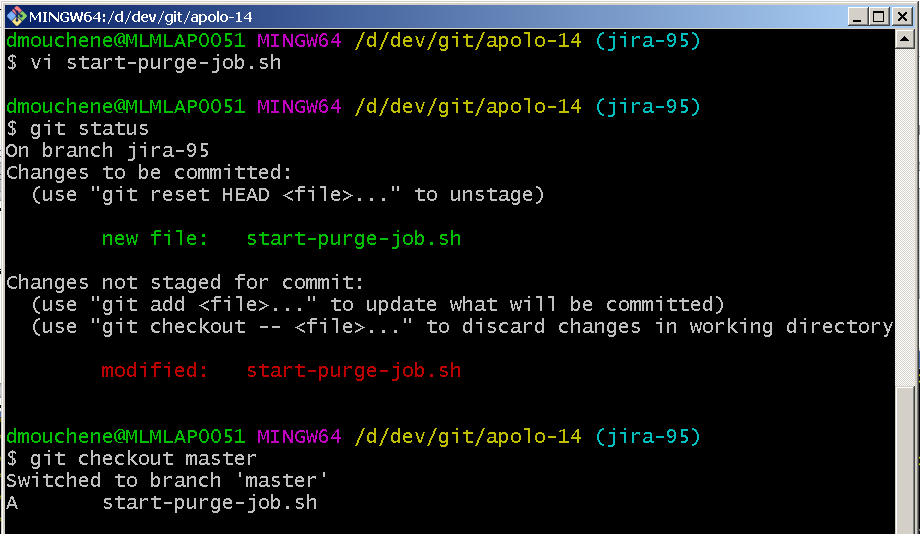 MINGW64:/d/dev/git/apolo-14
dmouchene@MLMLAP0051 MINGW64 /d/dev/git/apolo-14 (jira-95)
$ vi start-purge-job.sh
dmouchene@MLMLAP0051 MINGW64 /d/dev/git/apolo-14 (jira-95)
$ git status
On branch jira-95
Changes to be committed:
  (use "git reset HEAD <file>..." to unstage)
        new file:   start-purge-job.sh
Changes not staged for commit:
  (use "git add <file>..." to update what will be committed)
  (use "git checkout -- <file>..." to discard changes in working directory
        modified:   start-purge-job.sh
dmouchene@MLMLAP0051 MINGW64 /d/dev/git/apolo-14 (jira-95)
$ git checkout master
Switched to branch 'master'
A       start-purge-job.sh